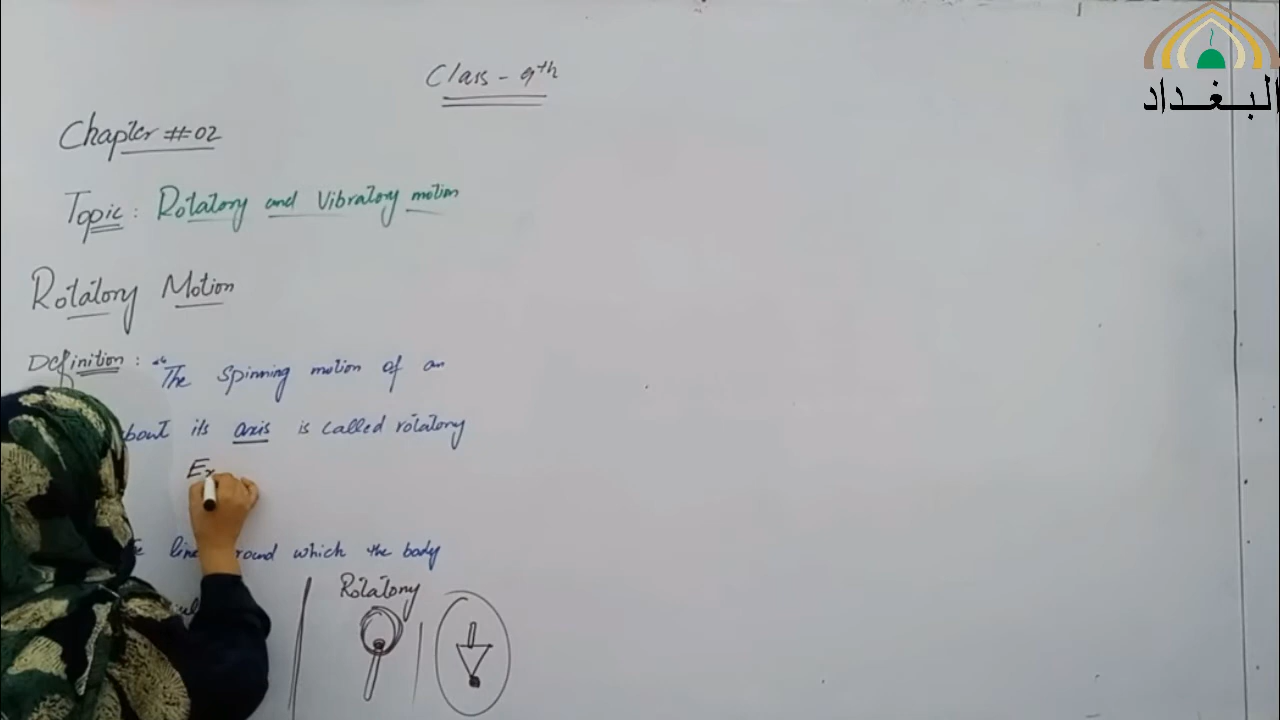 البغداد
Class - 9th
Chapter #02
Topic: Rotatory and Vibratory motion
Rotatory Motion
Definition: "The spinning motion of an
about its axis is called rotatory
Ex
line around which the body
Rotatory